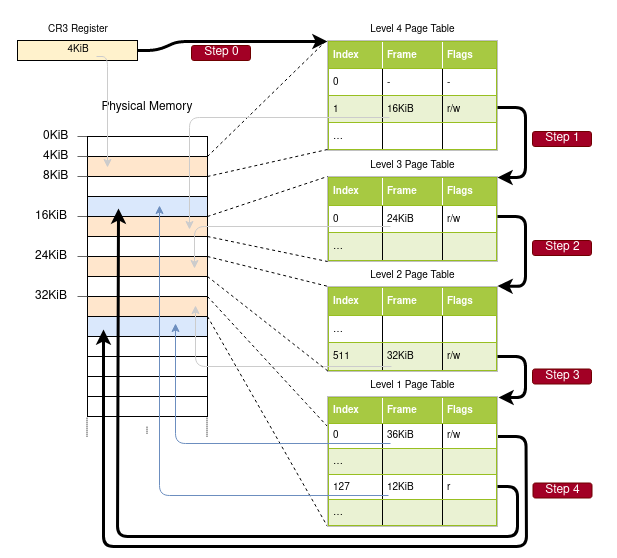 CR3 Register
4KiB
Step 0
Physical Memory
0KiB
4KiB
8KiB
16KiB
24KiB
32KiB
...
Level 4 Page Table
Index Frame Flags
0 - -
1 16KiB r/w
...
Step 1
Level 3 Page Table
Index Frame Flags
0 24KiB r/w
...
Step 2
Level 2 Page Table
Index Frame Flags
...
511 32KiB r/w
Step 3
Level 1 Page Table
Index Frame Flags
0 36KiB r/w
...
127 12KiB r
...
Step 4